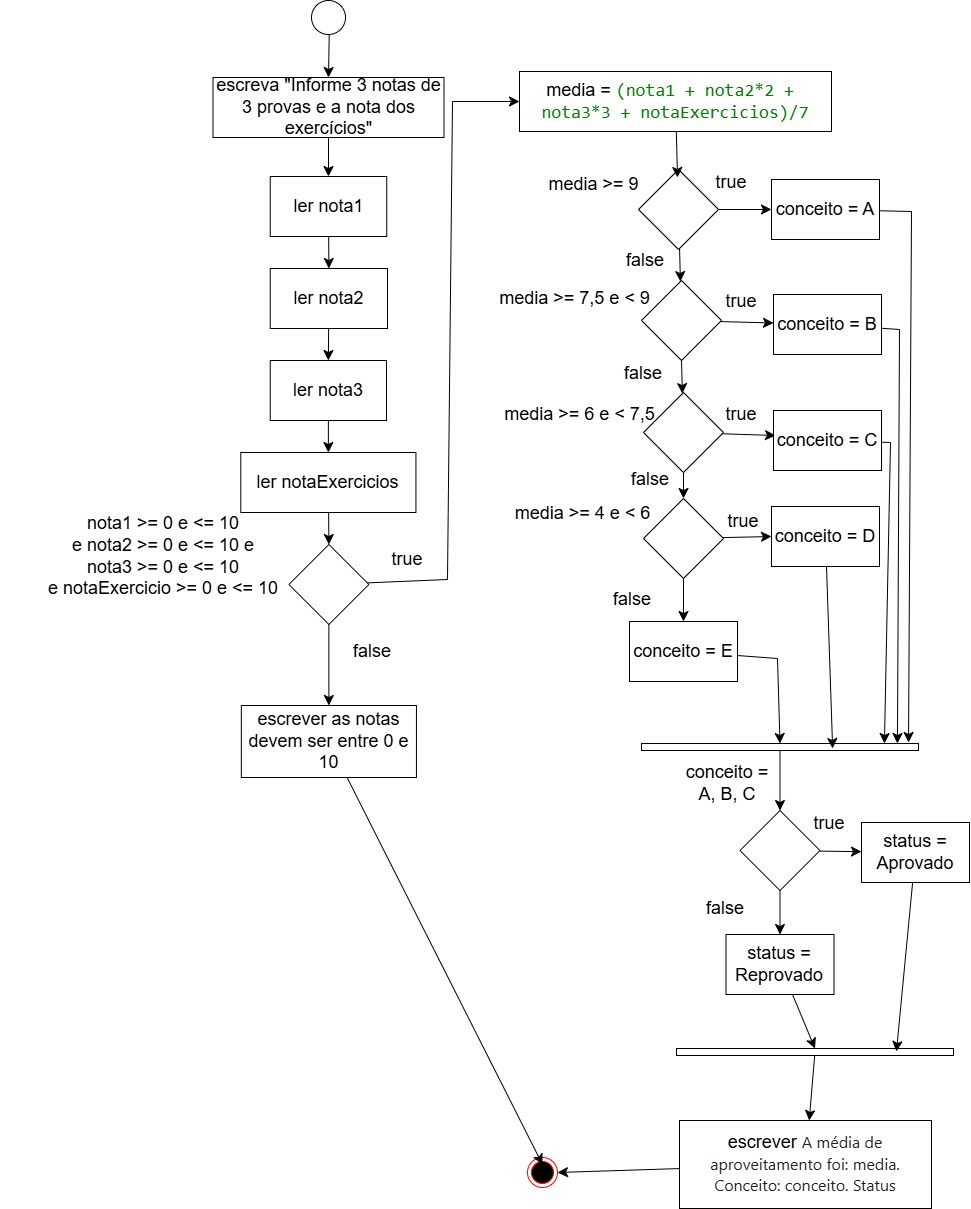 escreva "Informe 3 notas de
3 provas e a nota dos
exercícios"
ler nota1
ler nota2
ler nota3
ler notaExercicios
nota1 >= 0 e <= 10
e nota2 >= 0 e <= 10 e
nota3 >= 0 e <= 10
e notaExercicio >= 0 e <= 10
true
false
escrever as notas
devem ser entre 0 e
10
media = (nota1 + nota2*2 +
nota3*3 + notaExercicios)/7
media >= 9
true
conceito = A
false
media >= 7,5 e < 9
true
conceito = B
false
media >= 6 e < 7,5
true
conceito = C
false
media >= 4 e < 6
true
conceito = D
false
conceito = E
conceito =
A, B, C
true
status =
Aprovado
false
status =
Reprovado
escrever A média de
aproveitamento foi: media.
Conceito: conceito. Status